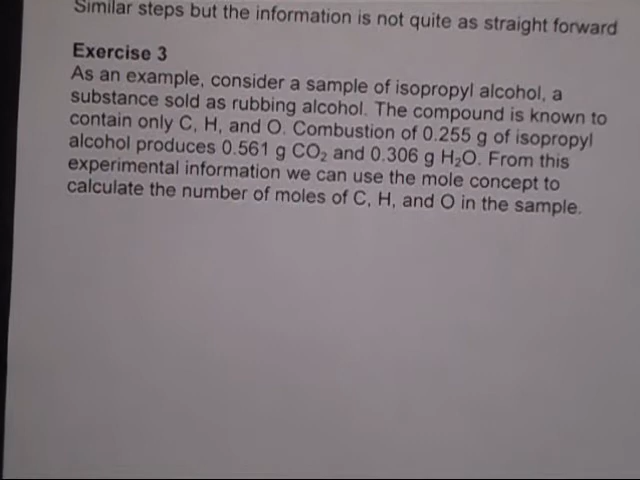 Similar steps but the information is not quite as straight forward
Exercise 3
As an example, consider a sample of isopropyl alcohol, a
substance sold as rubbing alcohol. The compound is known to
contain only C, H, and O. Combustion of 0.255 g of isopropyl
alcohol produces 0.561 g CO₂ and 0.306 g H₂O. From this
experimental information we can use the mole concept to
calculate the number of moles of C, H, and O in the sample.